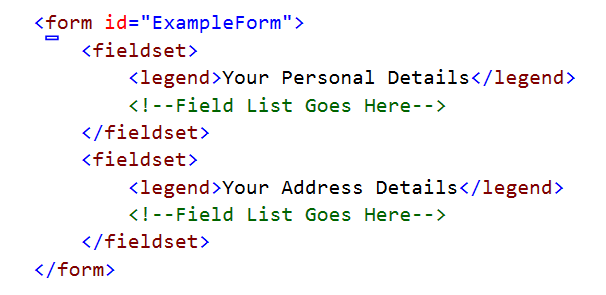 <form id="ExampleForm">
    <fieldset>
        <legend>Your Personal Details</legend>
        <!--Field List Goes Here-->
    </fieldset>
    <fieldset>
        <legend>Your Address Details</legend>
        <!--Field List Goes Here-->
    </fieldset>
</form>